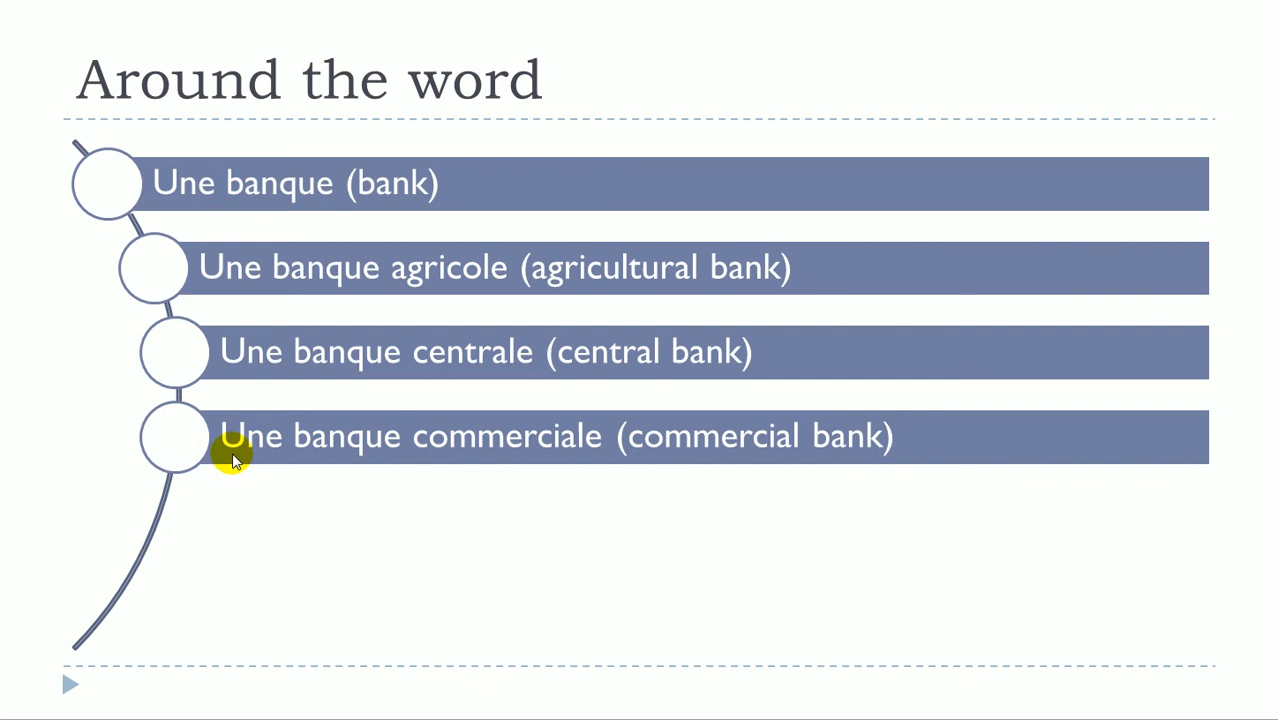 Around the word
Une banque (bank)
Une banque agricole (agricultural bank)
Une banque centrale (central bank)
Une banque commerciale (commercial bank)